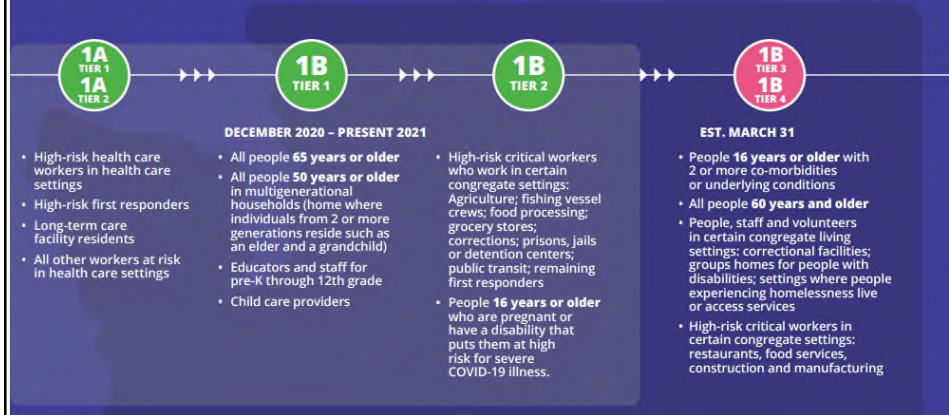 1A
TIER 1
1A
TIER 2
1B
TIER 1
1B
TIER 2
1B
TIER 3
1B
TIER 4
DECEMBER 2020 – PRESENT 2021
• High-risk health care
workers in health care
settings
• High-risk first responders
• Long-term care
facility residents
• All other workers at risk
in health care settings
• All people 65 years or older
• All people 50 years or older
in multigenerational
households (home where
individuals from 2 or more
generations reside such as
an elder and a grandchild)
• Educators and staff for
pre-K through 12th grade
• Child care providers
• High-risk critical workers
who work in certain
congregate settings:
Agriculture; fishing vessel
crews; food processing;
grocery stores;
corrections; prisons, jails
or detention centers;
public transit; remaining
first responders
• People 16 years or older
who are pregnant or
have a disability that
puts them at high
risk for severe
COVID-19 illness.
EST. MARCH 31
• People 16 years or older with
2 or more co-morbidities
or underlying conditions
• All people 60 years and older
• People, staff and volunteers
in certain congregate living
settings: correctional facilities;
groups homes for people with
disabilities; settings where people
experiencing homelessness live
or access services
• High-risk critical workers in
certain congregate settings:
restaurants, food services,
construction and manufacturing